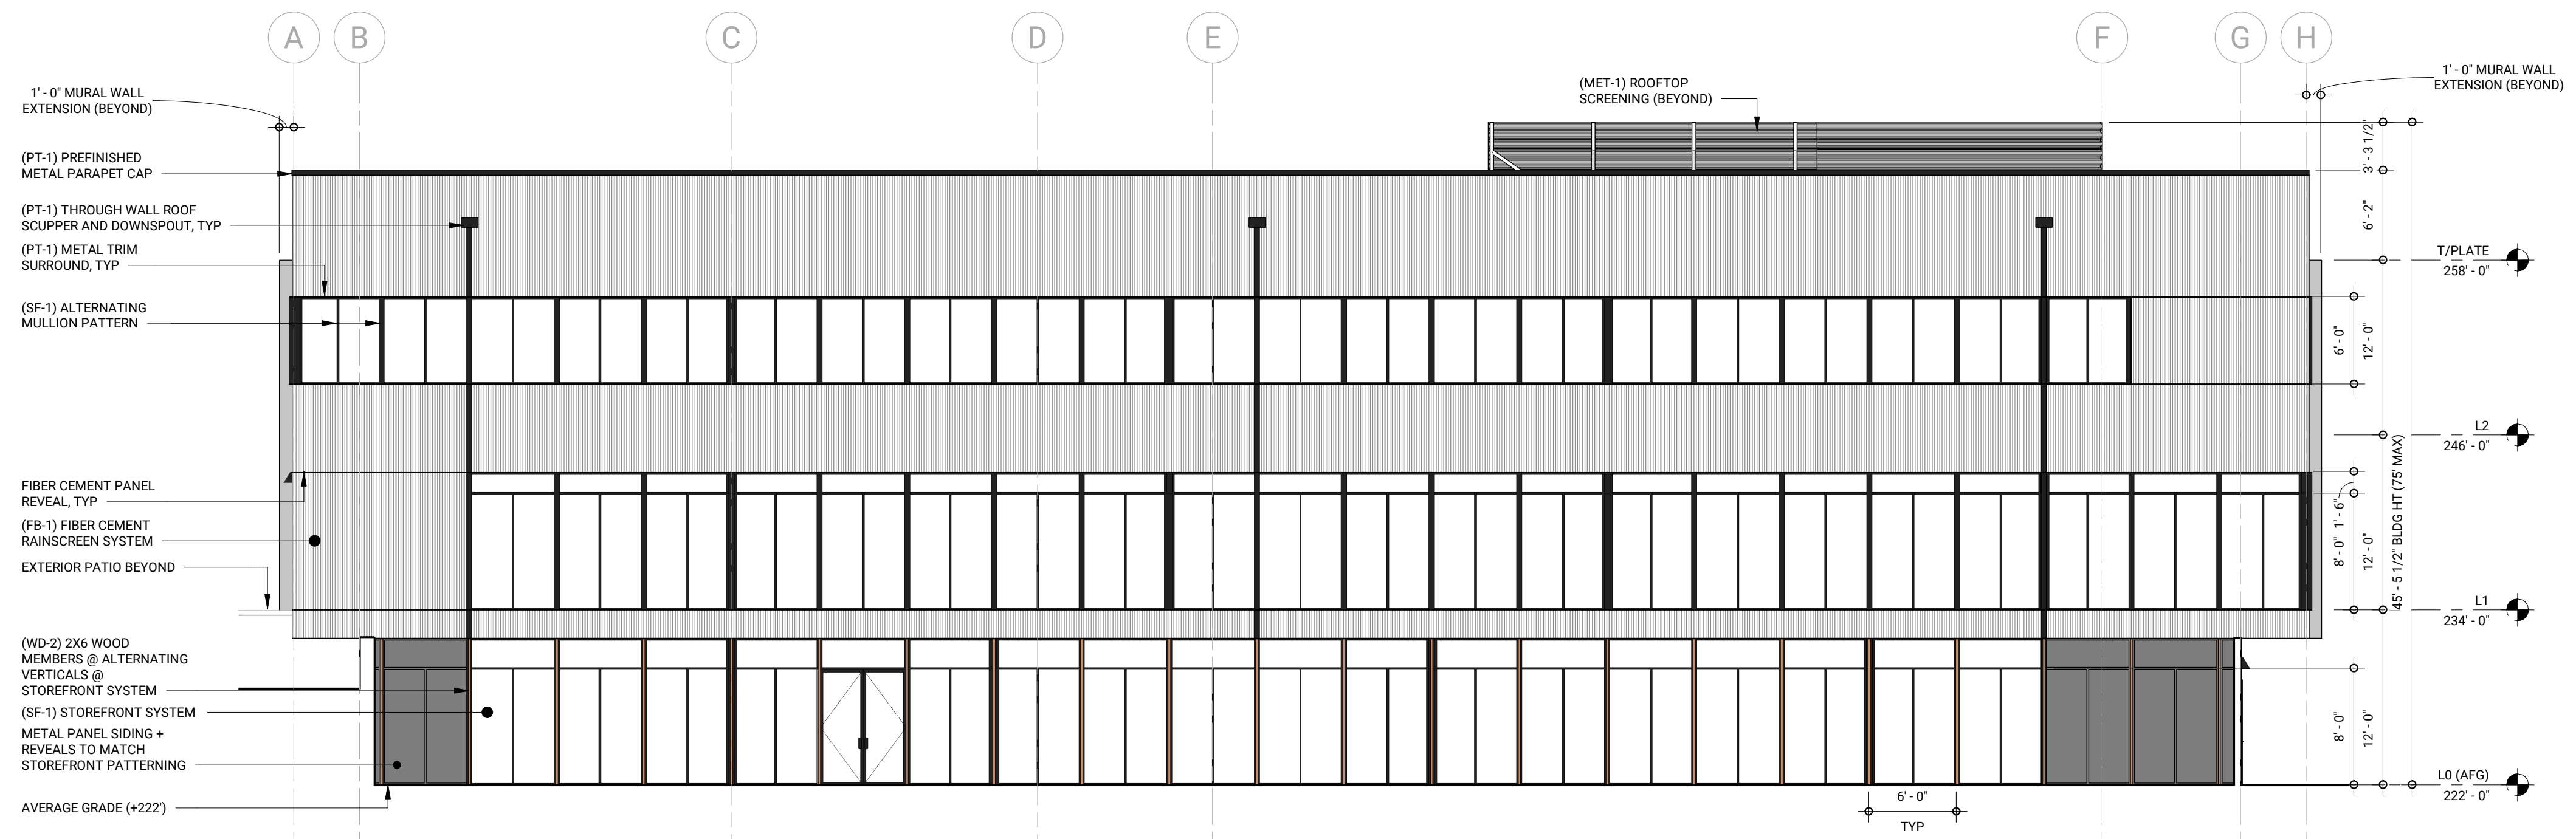 A
B
C
D
E
F
G
H
1' - 0" MURAL WALL
EXTENSION (BEYOND)
(PT-1) PREFINISHED
METAL PARAPET CAP
(PT-1) THROUGH WALL ROOF
SCUPPER AND DOWNSPOUT, TYP
(PT-1) METAL TRIM
SURROUND, TYP
(SF-1) ALTERNATING
MULLION PATTERN
FIBER CEMENT PANEL
REVEAL, TYP
(FB-1) FIBER CEMENT
RAINSCREEN SYSTEM
EXTERIOR PATIO BEYOND
(WD-2) 2X6 WOOD
MEMBERS @ ALTERNATING
VERTICALS @
STOREFRONT SYSTEM
(SF-1) STOREFRONT SYSTEM
METAL PANEL SIDING +
REVEALS TO MATCH
STOREFRONT PATTERNING
AVERAGE GRADE (+222')
(MET-1) ROOFTOP
SCREENING (BEYOND)
1' - 0" MURAL WALL
EXTENSION (BEYOND)
3' - 3 1/2"
6' - 2"
T/PLATE
258' - 0"
6' - 0"
12' - 0"
L2
246' - 0"
45' - 5 1/2" BLDG HT (75' MAX)
1' - 6"
8' - 0"
12' - 0"
L1
234' - 0"
8' - 0"
12' - 0"
L0 (AFG)
222' - 0"
6' - 0"
TYP